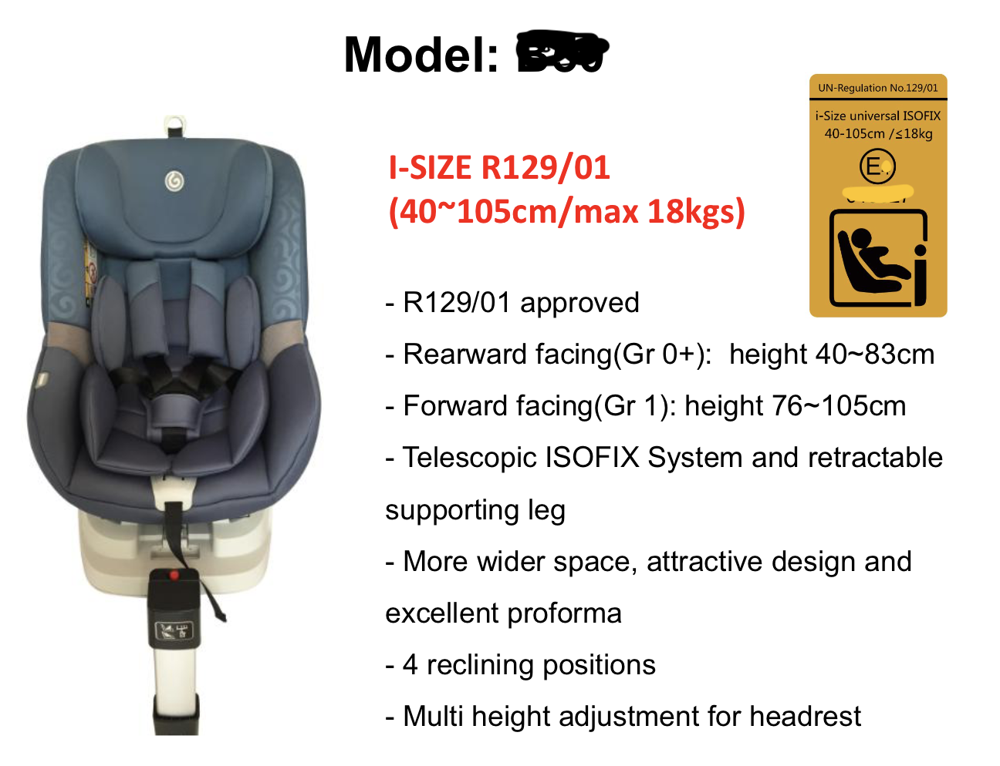 Model:
UN-Regulation No.129/01
i-Size universal ISOFIX
40-105cm /≤18kg
E
I-SIZE R129/01
(40~105cm/max 18kgs)
- R129/01 approved
- Rearward facing(Gr 0+):  height 40~83cm
- Forward facing(Gr 1): height 76~105cm
- Telescopic ISOFIX System and retractable
supporting leg
- More wider space, attractive design and
excellent proforma
- 4 reclining positions
- Multi height adjustment for headrest